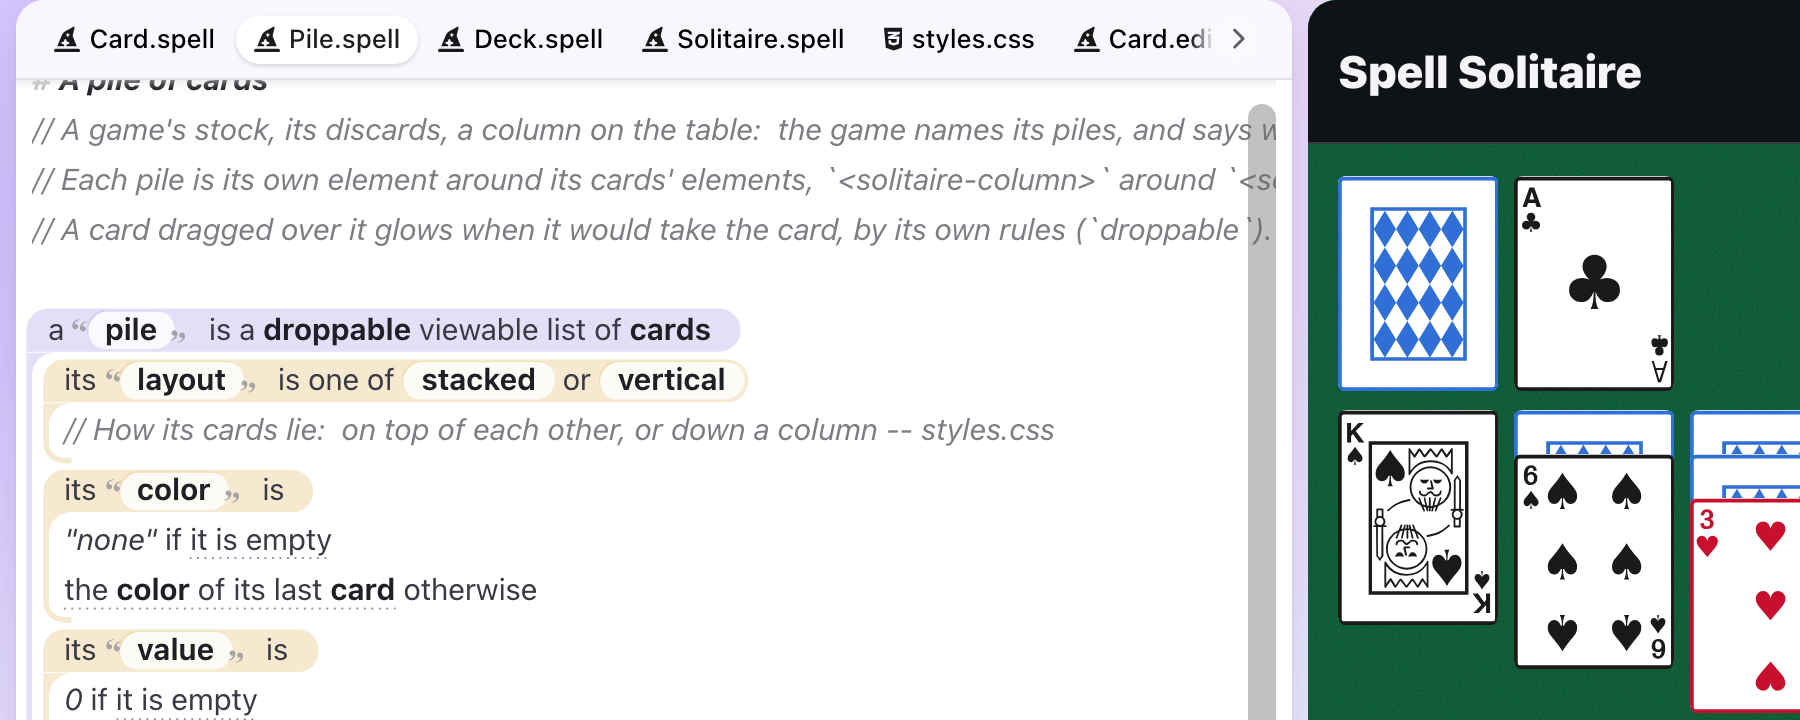 Card.spell Pile.spell Deck.spell Solitaire.spell styles.css Card.edi
# A pile of cards
// A game's stock, its discards, a column on the table:  the game names its piles, and says
// Each pile is its own element around its cards' elements, `<solitaire-column>` around `<so
// A card dragged over it glows when it would take the card, by its own rules (`droppable`).
a “ pile ” is a droppable viewable list of cards
its “ layout ” is one of stacked or vertical
// How its cards lie:  on top of each other, or down a column -- styles.css
its “ color ” is
"none" if it is empty
the color of its last card otherwise
its “ value ” is
0 if it is empty
Spell Solitaire
A
A
K
K
6
6
3